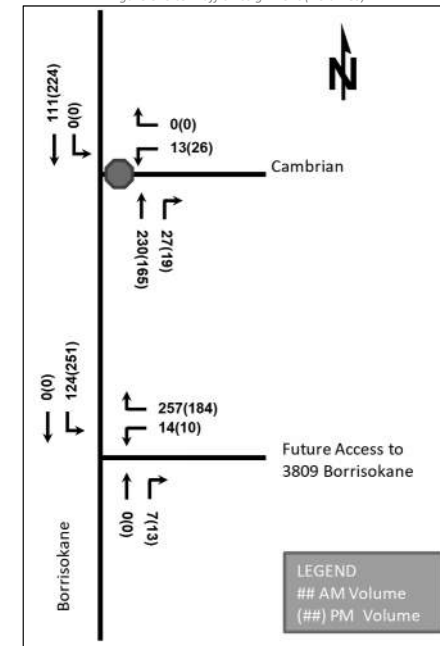 N
111(224)
0(0)
0(0)
13(26)
Cambrian
230(165)
27(19)
0(0)
124(251)
257(184)
14(10)
Future Access to
3809 Borrisokane
0(0)
7(13)
Borrisokane
LEGEND
## AM Volume
(##) PM Volume